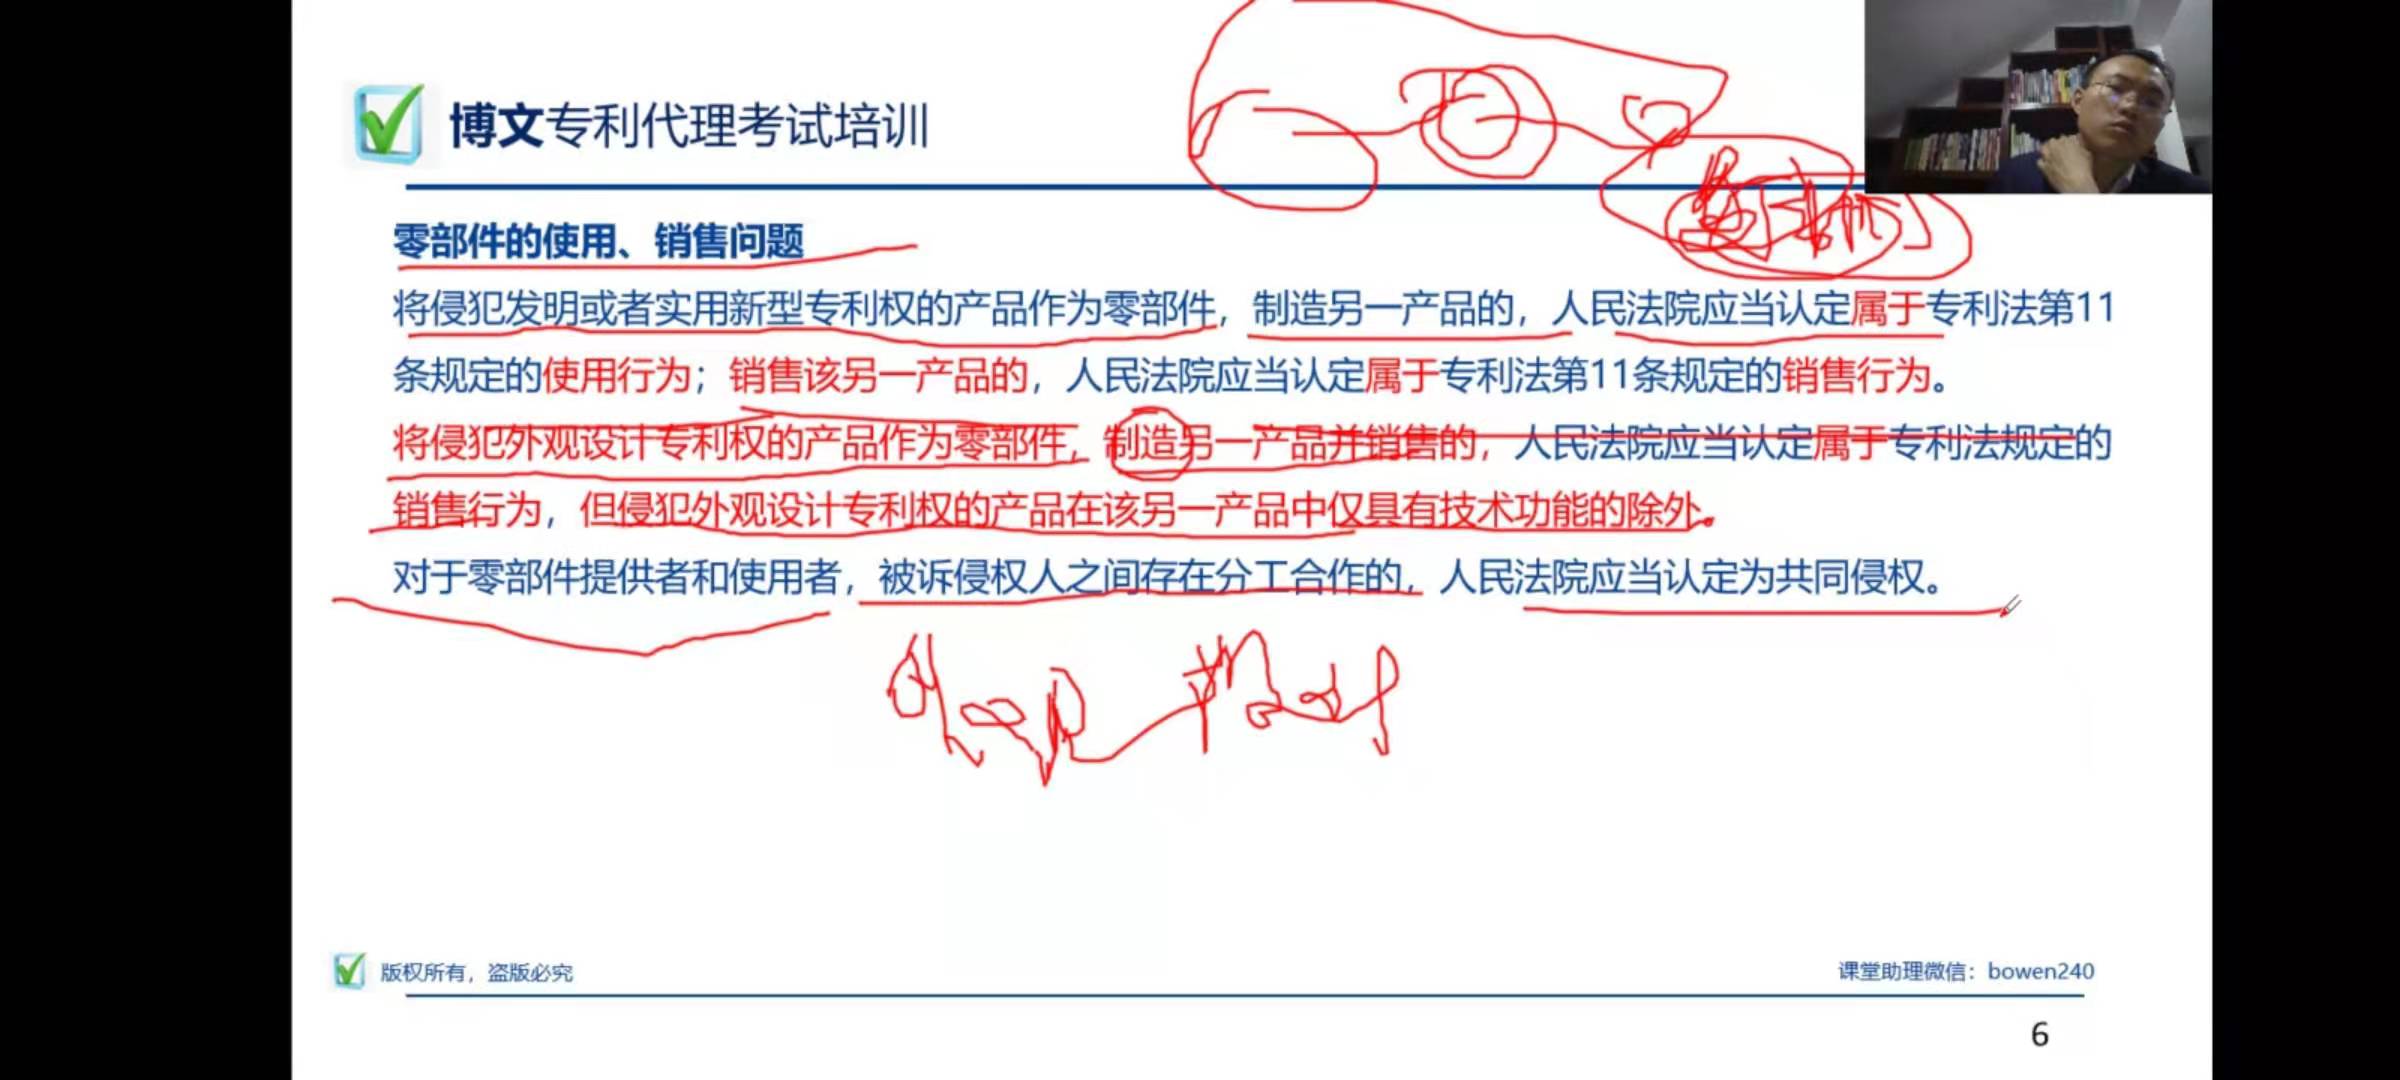 博文专利代理考试培训
零部件的使用、销售问题
将侵犯发明或者实用新型专利权的产品作为零部件，制造另一产品的，人民法院应当认定属于专利法第11
条规定的使用行为；销售该另一产品的，人民法院应当认定属于专利法第11条规定的销售行为。
将侵犯外观设计专利权的产品作为零部件，制造另一产品并销售的，人民法院应当认定属于专利法规定的
销售行为，但侵犯外观设计专利权的产品在该另一产品中仅具有技术功能的除外。
对于零部件提供者和使用者，被诉侵权人之间存在分工合作的，人民法院应当认定为共同侵权。
版权所有，盗版必究
课堂助理微信：bowen240
6